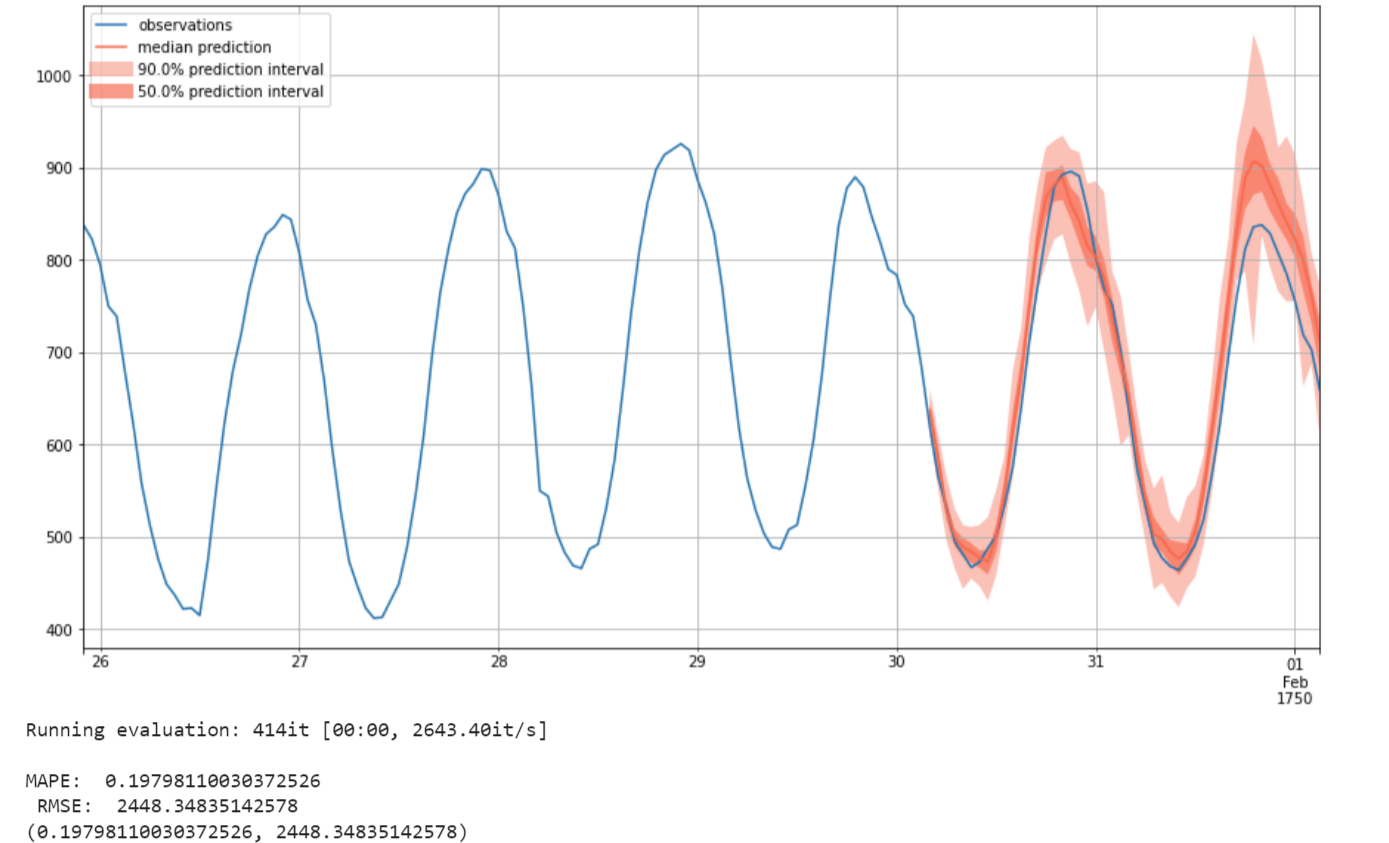 observations
median prediction
90.0% prediction interval
50.0% prediction interval
1000
900
800
700
600
500
400
26 27 28 29 30 31 01
Feb
1750
Running evaluation: 414it [00:00, 2643.40it/s]
MAPE: 0.19798110030372526
RMSE: 2448.34835142578
(0.19798110030372526, 2448.34835142578)